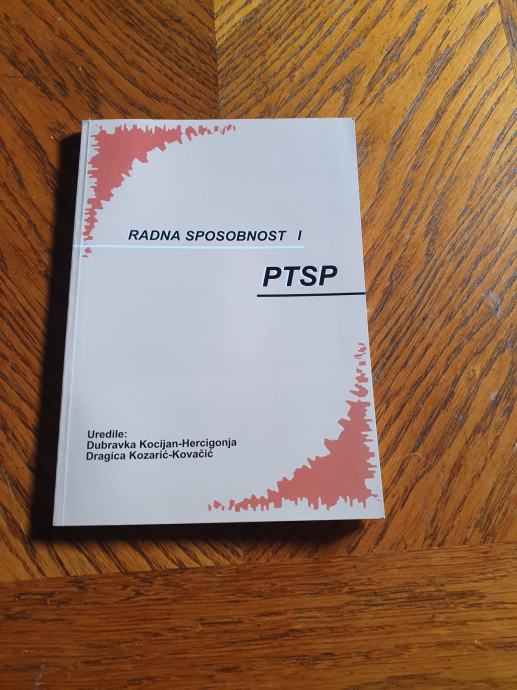 RADNA SPOSOBNOST I
PTSP
Uredile:
Dubravka Kocijan-Hercigonja
Dragica Kozarić-Kovačić